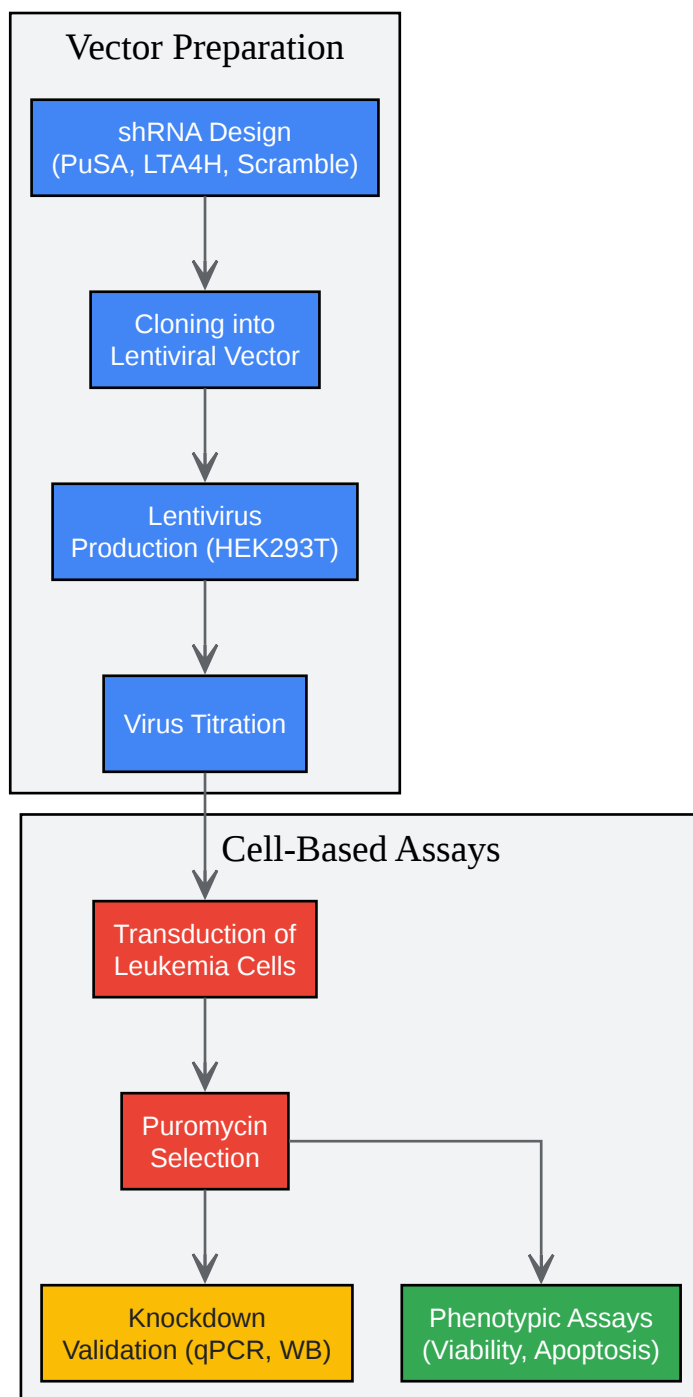 Vector Preparation
shRNA Design
(PuSA, LTA4H, Scramble)
Cloning into
Lentiviral Vector
Lentivirus
Production (HEK293T)
Virus Titration
Cell-Based Assays
Transduction of
Leukemia Cells
Puromycin
Selection
Knockdown
Validation (qPCR, WB)
Phenotypic Assays
(Viability, Apoptosis)